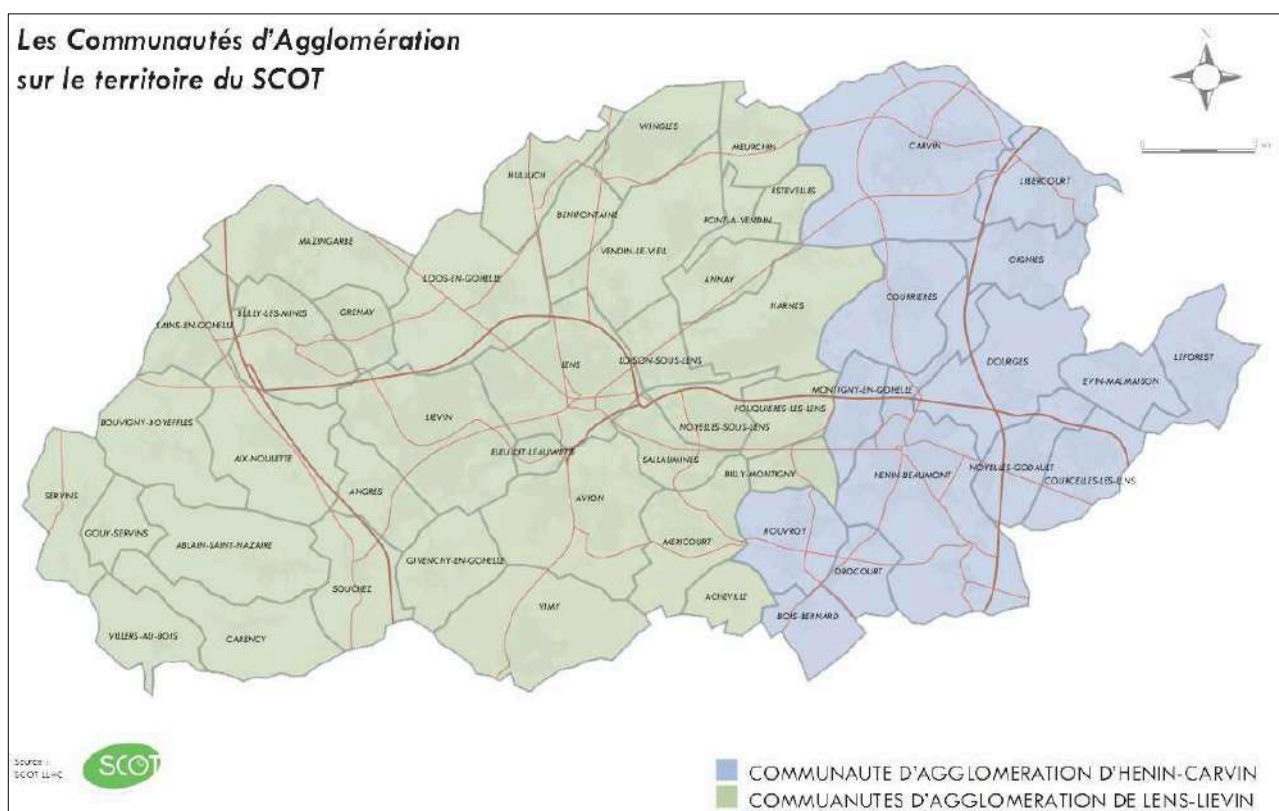 Les Communautés d'Agglomération
sur le territoire du SCOT
N
WINGLES
MEURCHIN
CARVIN
HULLUCH
LIBERCOURT
ESTEVELLES
BENIFONTAINE
PONT-A-VENDIN
MAZINGARBE
VENDIN-LE-VIEIL
OIGNIES
LOOS-EN-GOHELLE
ANNAY
HARNES
COURRIERES
BULLY-LES-MINES
GRENAY
SAINS-EN-GOHELLE
LOISON-SOUS-LENS
LENS
DOURGES
LEFOREST
EVIN-MALMAISON
MONTIGNY-EN-GOHELLE
FOUQUIERES-LES-LENS
LIEVIN
BOUVIGNY-BOYEFFLES
NOYELLES-SOUS-LENS
ELEU-DIT-LEAUWETTE
SALLAUMINES
AIX-NOULETTE
BILLY-MONTIGNY
HENIN-BEAUMONT
NOYELLES-GODAULT
COURCELLES-LES-LENS
ANGRES
SERVINS
AVION
ROUVROY
GOUY-SERVINS
ABLAIN-SAINT-NAZAIRE
MERICOURT
GIVENCHY-EN-GOHELLE
DROCOURT
SOUCHEZ
ACHEVILLE
VIMY
BOIS-BERNARD
VILLERS-AU-BOIS
CARENCY
Source :
SCOT LLHC
SCOT
COMMUNAUTE D'AGGLOMERATION D'HENIN-CARVIN
COMMUANUTES D'AGGLOMERATION DE LENS-LIEVIN